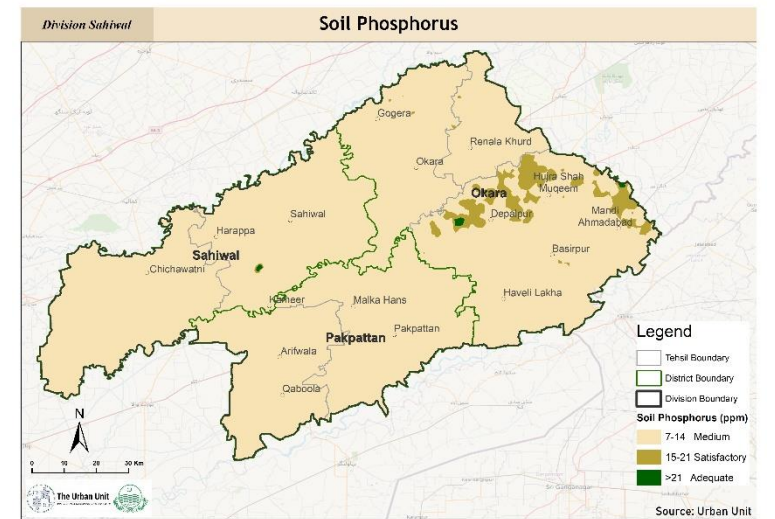 Division Sahiwal
Soil Phosphorus
Gogera
Renala Khurd
Okara
Hujra Shah
Muqeem
Okara
Depalpur
Mandi
Ahmadabad
Sahiwal
Harappa
Sahiwal
Basirpur
Chichawatni
Kameer
Malka Hans
Haveli Lakha
Pakpattan
Pakpattan
Arifwala
Qaboola
N
0 10 20 30 Km
The Urban Unit
Legend
Tehsil Boundary
District Boundary
Division Boundary
Soil Phosphorus (ppm)
7-14 Medium
15-21 Satisfactory
>21 Adequate
Source: Urban Unit